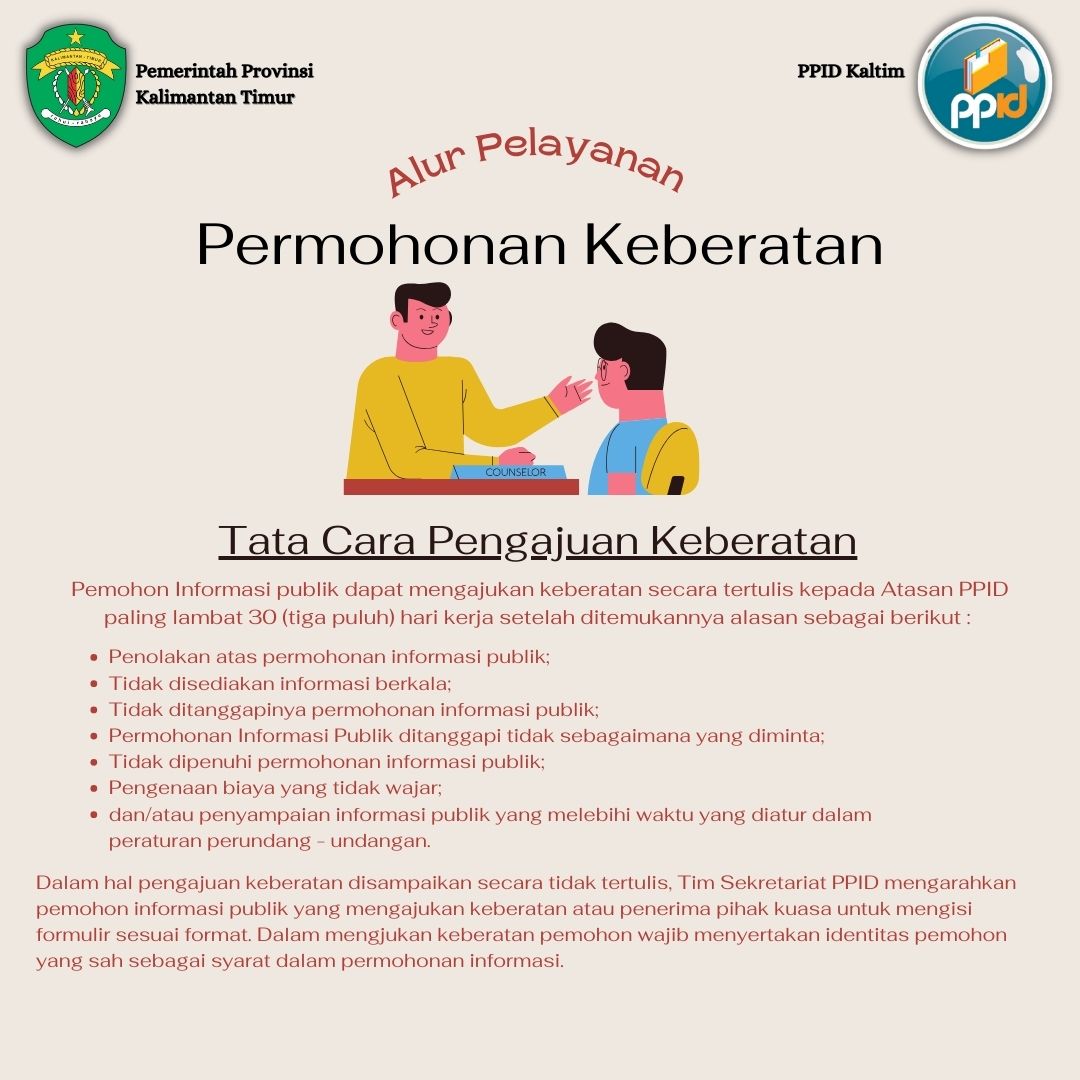 KALIMANTAN - TIMUR
Pemerintah Provinsi
Kalimantan Timur
PPID Kaltim
ppid
Alur Pelayanan
Permohonan Keberatan
COUNSELOR
Tata Cara Pengajuan Keberatan
Pemohon Informasi publik dapat mengajukan keberatan secara tertulis kepada Atasan PPID
paling lambat 30 (tiga puluh) hari kerja setelah ditemukannya alasan sebagai berikut :
• Penolakan atas permohonan informasi publik;
• Tidak disediakan informasi berkala;
• Tidak ditanggapinya permohonan informasi publik;
• Permohonan Informasi Publik ditanggapi tidak sebagaimana yang diminta;
• Tidak dipenuhi permohonan informasi publik;
• Pengenaan biaya yang tidak wajar;
• dan/atau penyampaian informasi publik yang melebihi waktu yang diatur dalam
peraturan perundang - undangan.
Dalam hal pengajuan keberatan disampaikan secara tidak tertulis, Tim Sekretariat PPID mengarahkan
pemohon informasi publik yang mengajukan keberatan atau penerima pihak kuasa untuk mengisi
formulir sesuai format. Dalam mengjukan keberatan pemohon wajib menyertakan identitas pemohon
yang sah sebagai syarat dalam permohonan informasi.